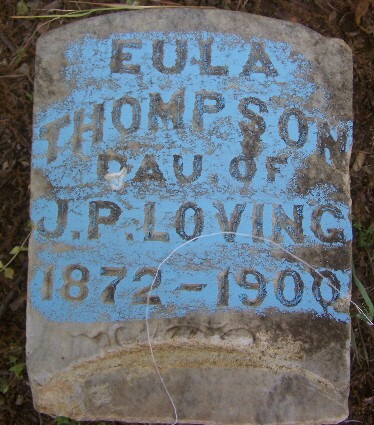 EULA
THOMPSON
DAU. OF
J.P. LOVING
1872-1900